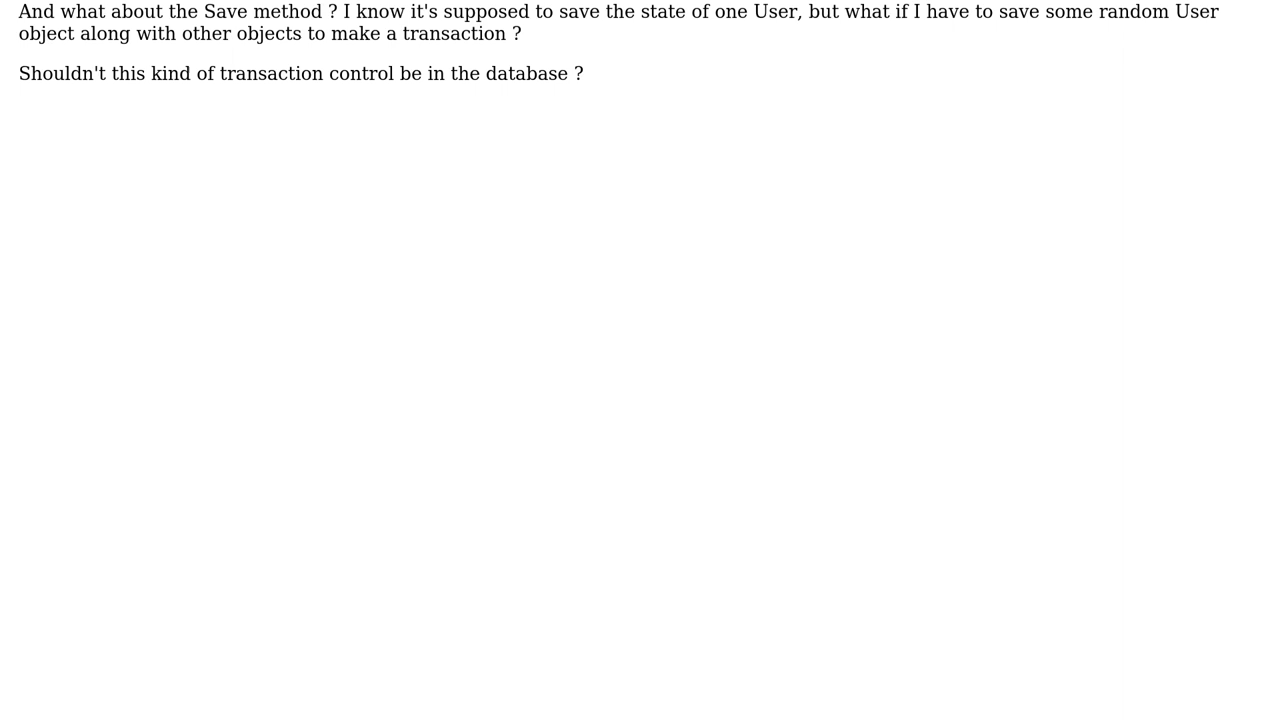 And what about the Save method ? I know it's supposed to save the state of one User, but what if I have to save some random User
object along with other objects to make a transaction ?
Shouldn't this kind of transaction control be in the database ?